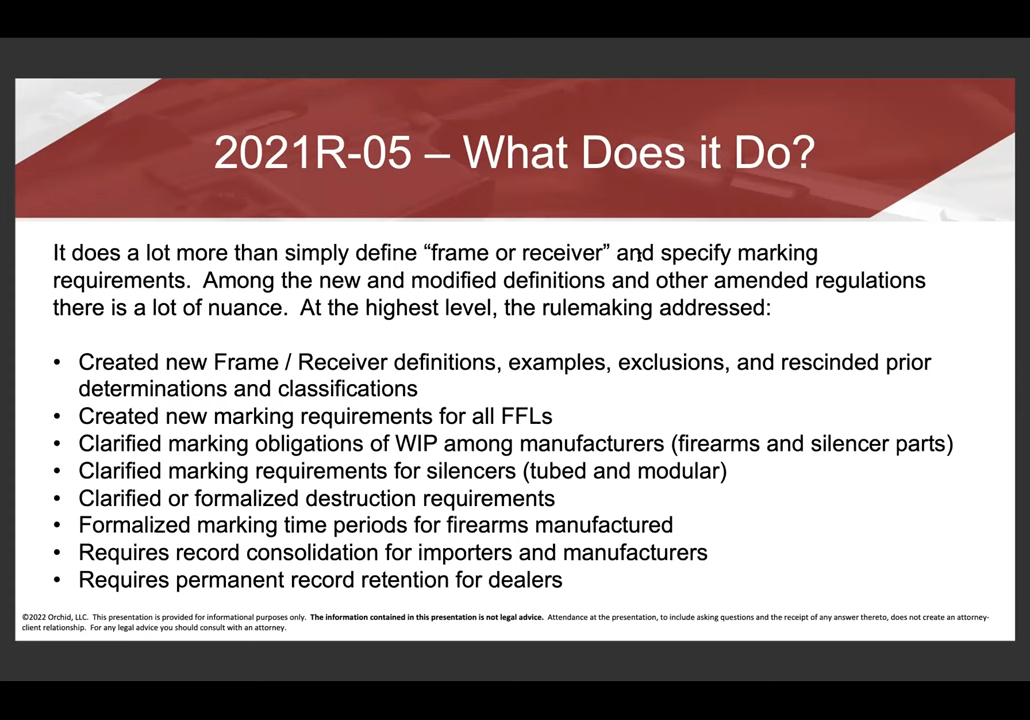 2021R-05 – What Does it Do?
It does a lot more than simply define “frame or receiver” and specify marking
requirements.  Among the new and modified definitions and other amended regulations
there is a lot of nuance.  At the highest level, the rulemaking addressed:
• Created new Frame / Receiver definitions, examples, exclusions, and rescinded prior
determinations and classifications
• Created new marking requirements for all FFLs
• Clarified marking obligations of WIP among manufacturers (firearms and silencer parts)
• Clarified marking requirements for silencers (tubed and modular)
• Clarified or formalized destruction requirements
• Formalized marking time periods for firearms manufactured
• Requires record consolidation for importers and manufacturers
• Requires permanent record retention for dealers
©2022 Orchid, LLC.  This presentation is provided for informational purposes only.  The information contained in this presentation is not legal advice.  Attendance at the presentation, to include asking questions and the receipt of any answer thereto, does not create an attorney-
client relationship.  For any legal advice you should consult with an attorney.